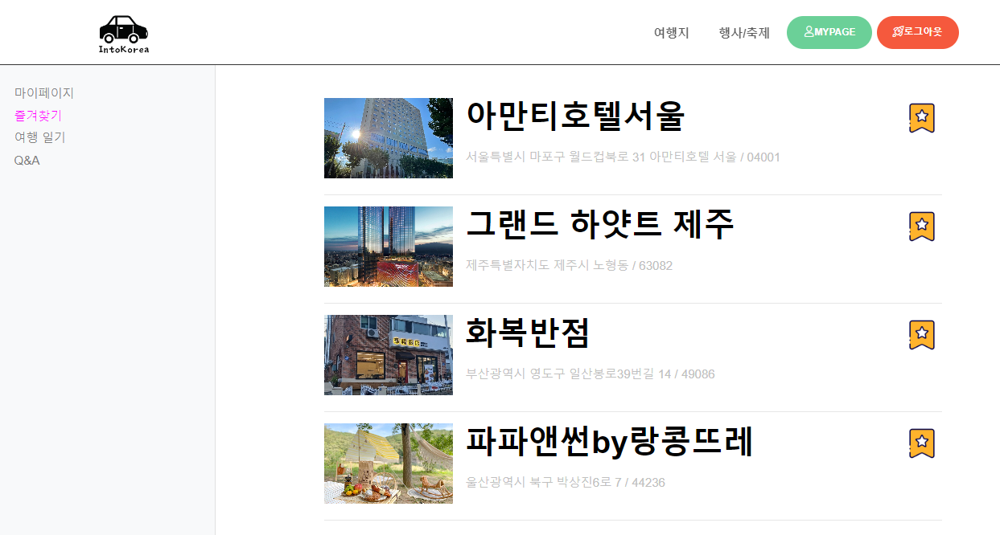 IntoKorea
여행지
행사/축제
MYPAGE
로그아웃
마이페이지
즐겨찾기
여행 일기
Q&A
아만티호텔서울
서울특별시 마포구 월드컵북로 31 아만티호텔 서울 / 04001
그랜드 하얏트 제주
제주특별자치도 제주시 노형동 / 63082
화복반점
부산광역시 영도구 일산봉로39번길 14 / 49086
파파앤썬by랑콩뜨레
울산광역시 북구 박상진6로 7 / 44236